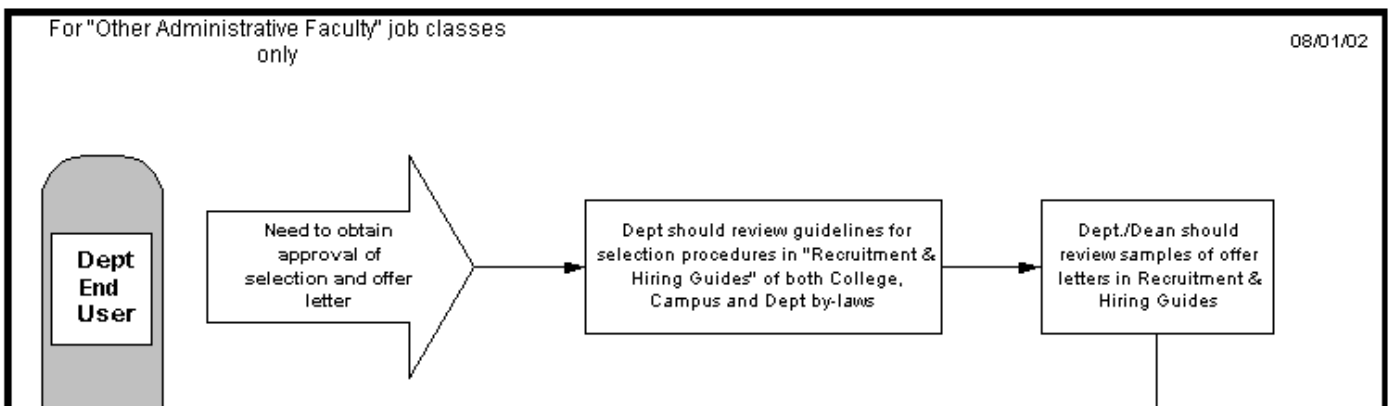 For "Other Administrative Faculty" job classes
only
08/01/02
Dept
End
User
Need to obtain
approval of
selection and offer
letter
Dept should review guidelines for
selection procedures in "Recruitment &
Hiring Guides" of both College,
Campus and Dept by-laws
Dept./Dean should
review samples of offer
letters in Recruitment &
Hiring Guides